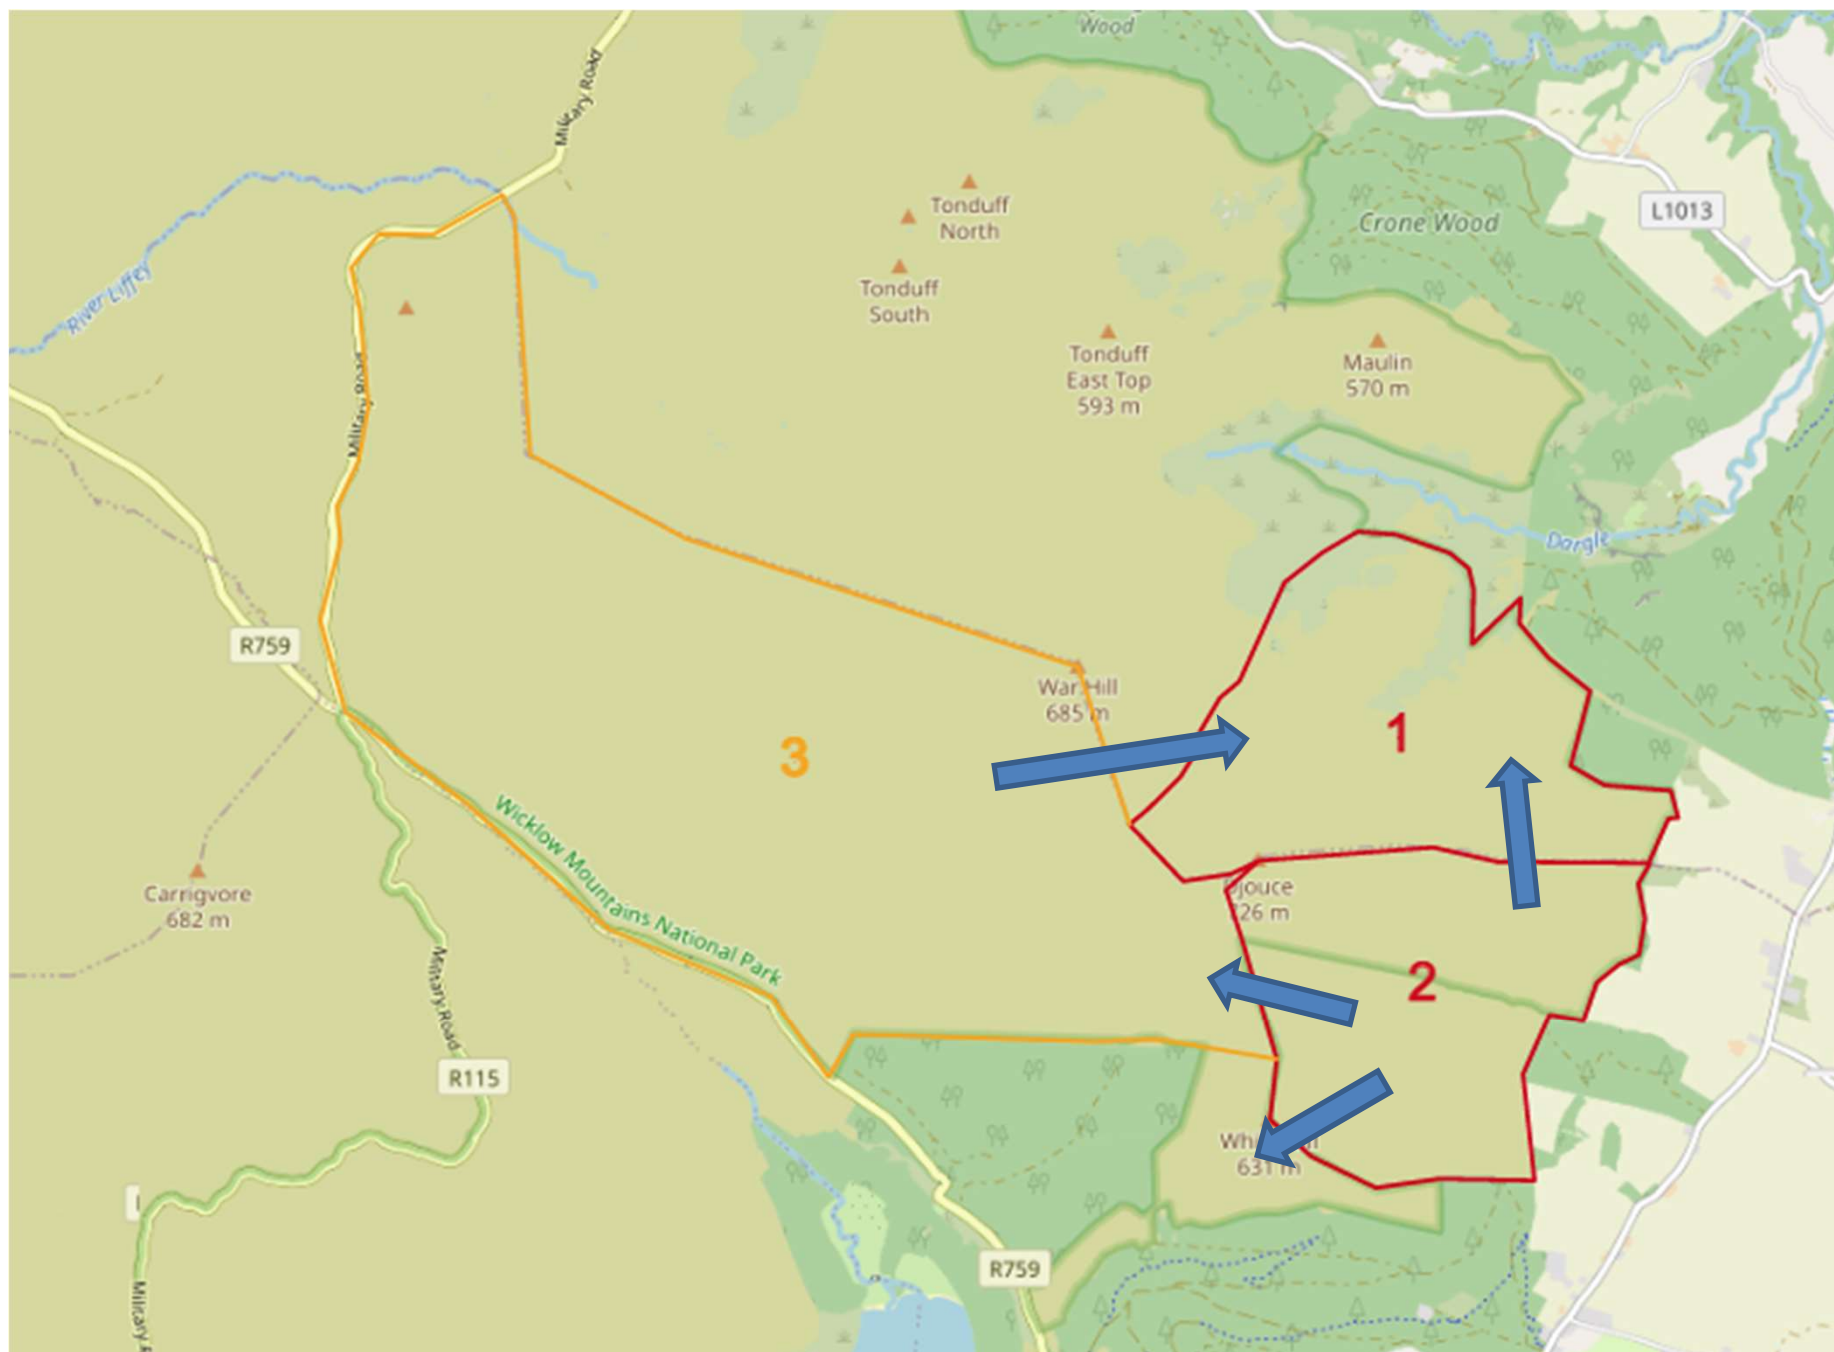 Wood
Military Road
Tonduff
North
L1013
Crone Wood
River Liffey
Tonduff
South
Tonduff
East Top
593 m
Maulin
570 m
Military Road
Dargle
R759
War Hill
685 m
1
3
Wicklow Mountains National Park
Carrigvore
682 m
Djouce
726 m
2
Military Road
R115
631 m
R759
Military